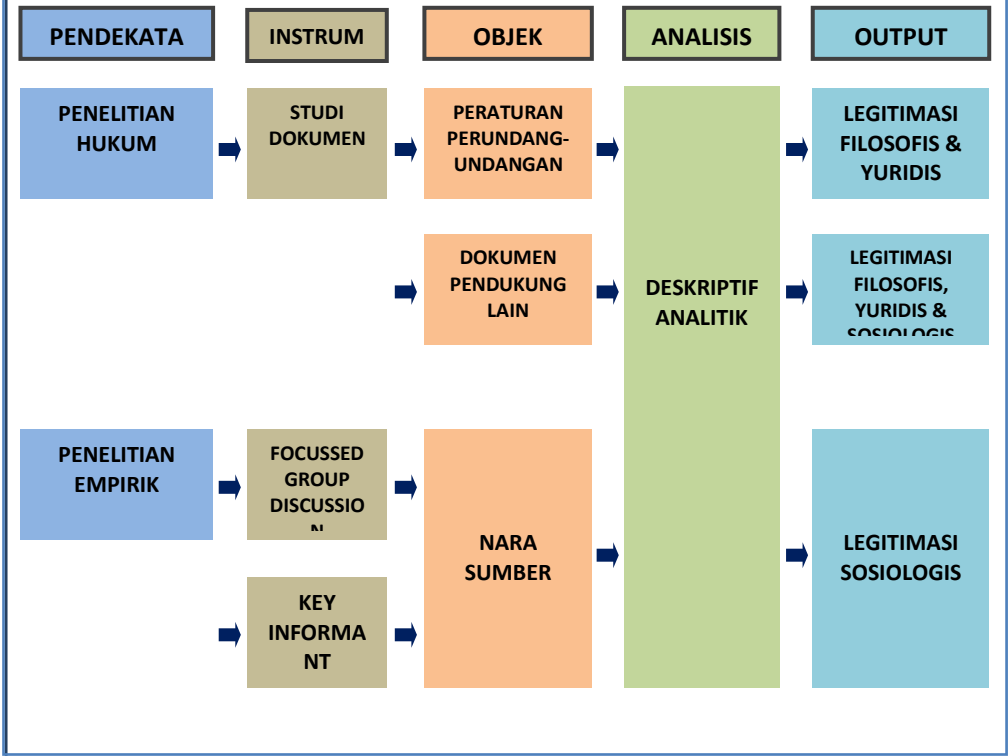 PENDEKATA
INSTRUM
OBJEK
ANALISIS
OUTPUT
PENELITIAN
HUKUM
STUDI
DOKUMEN
PERATURAN
PERUNDANG-
UNDANGAN
LEGITIMASI
FILOSOFIS &
YURIDIS
DOKUMEN
PENDUKUNG
LAIN
DESKRIPTIF
ANALITIK
LEGITIMASI
FILOSOFIS,
YURIDIS &
SOSIOLOGIS
PENELITIAN
EMPIRIK
FOCUSSED
GROUP
DISCUSSIO
N
NARA
SUMBER
LEGITIMASI
SOSIOLOGIS
KEY
INFORMA
NT